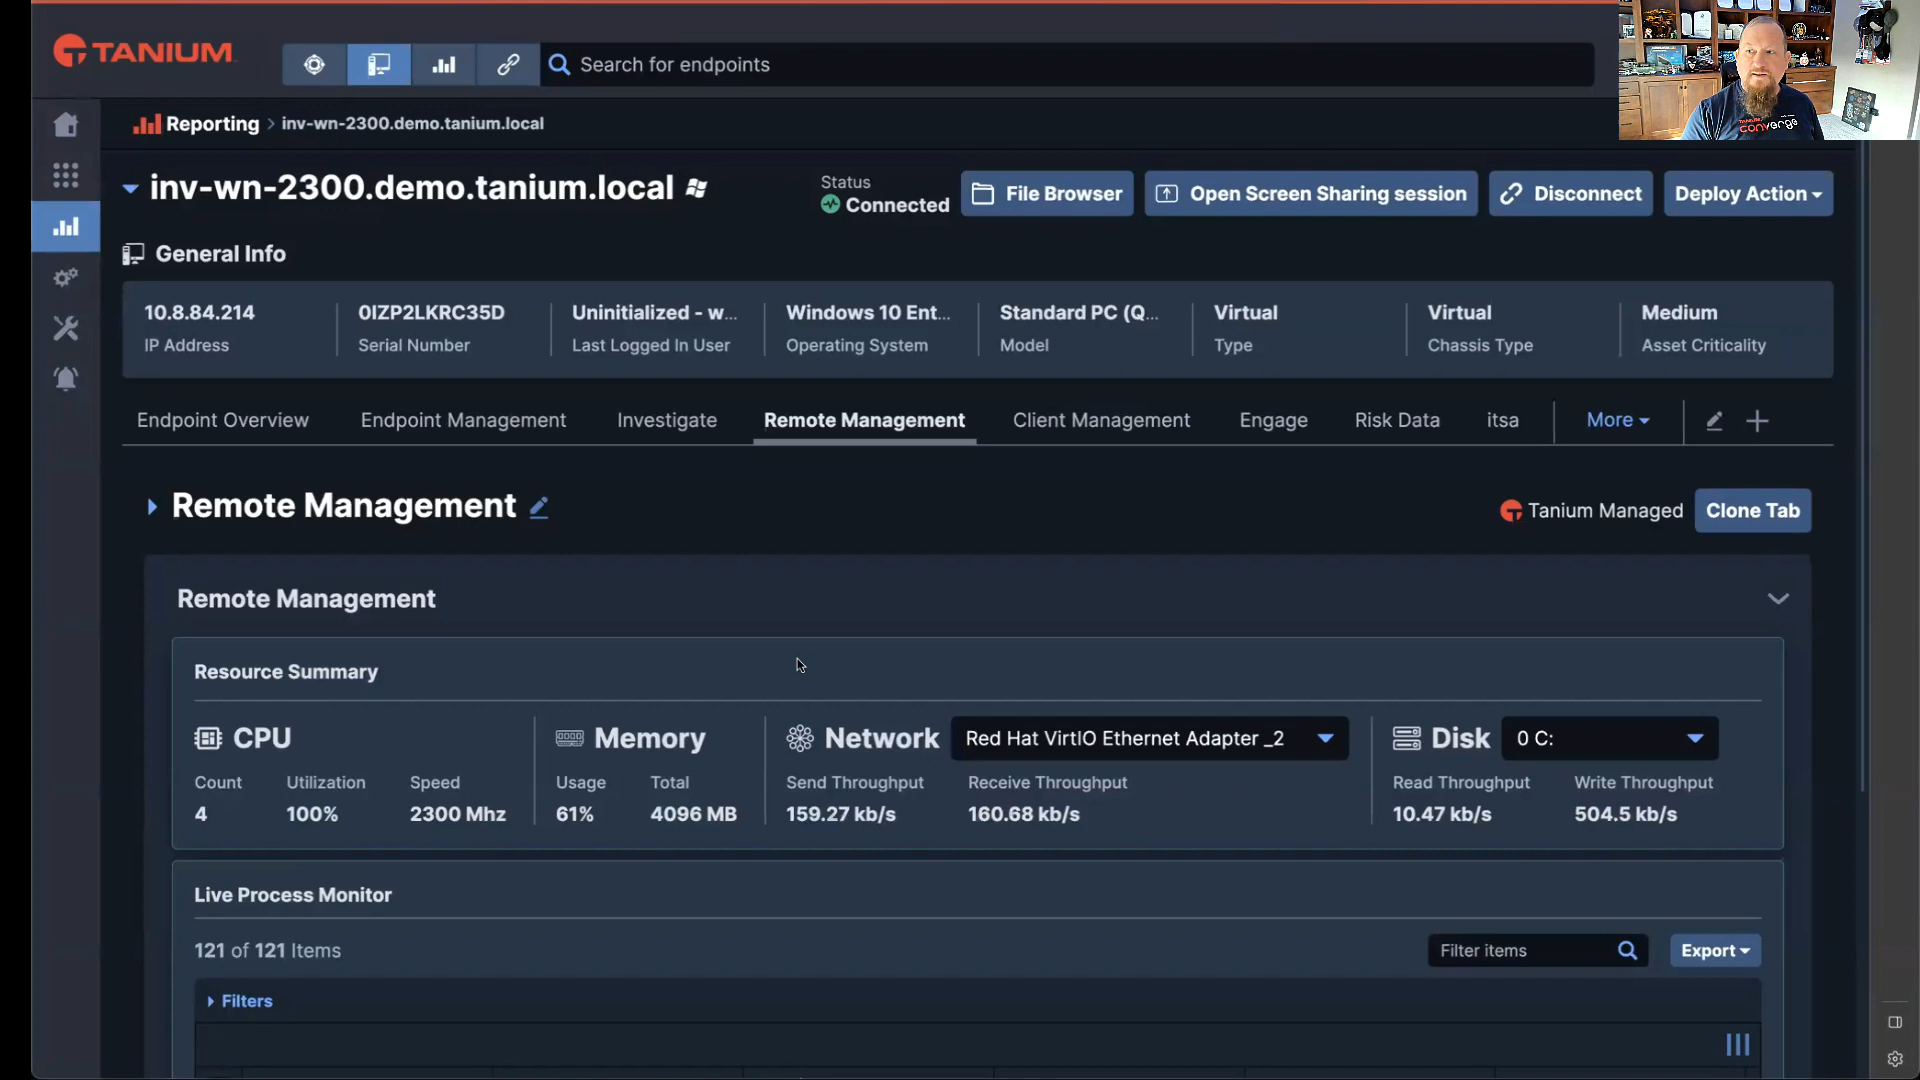 TANIUM
Search for endpoints
Reporting > inv-wn-2300.demo.tanium.local
inv-wn-2300.demo.tanium.local
Status
Connected
File Browser
Open Screen Sharing session
Disconnect
Deploy Action
General Info
10.8.84.214
0IZP2LKRC35D
Uninitialized - w...
Windows 10 Ent...
Standard PC (Q...
Virtual
Virtual
Medium
IP Address
Serial Number
Last Logged In User
Operating System
Model
Type
Chassis Type
Asset Criticality
Endpoint Overview
Endpoint Management
Investigate
Remote Management
Client Management
Engage
Risk Data
itsa
More
Remote Management
Tanium Managed
Clone Tab
Remote Management
Resource Summary
CPU
Memory
Network
Red Hat VirtIO Ethernet Adapter _2
Disk
0 C:
Count
Utilization
Speed
Usage
Total
Send Throughput
Receive Throughput
Read Throughput
Write Throughput
4
100%
2300 Mhz
61%
4096 MB
159.27 kb/s
160.68 kb/s
10.47 kb/s
504.5 kb/s
Live Process Monitor
121 of 121 Items
Filter items
Export
Filters
TANIUM
converge